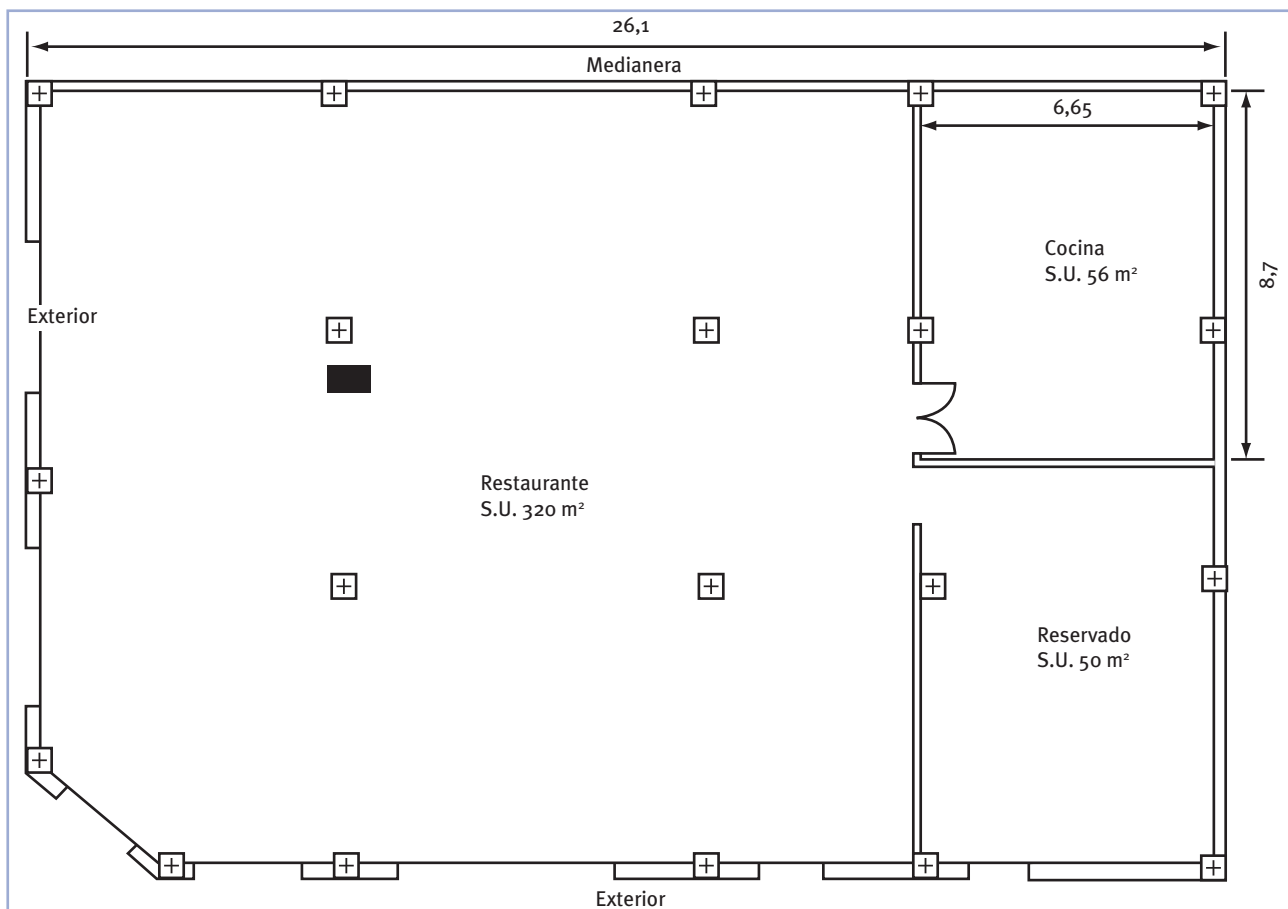 26,1
Medianera
6,65
Cocina
S.U. 56 m²
8,7
Exterior
Restaurante
S.U. 320 m²
Reservado
S.U. 50 m²
Exterior